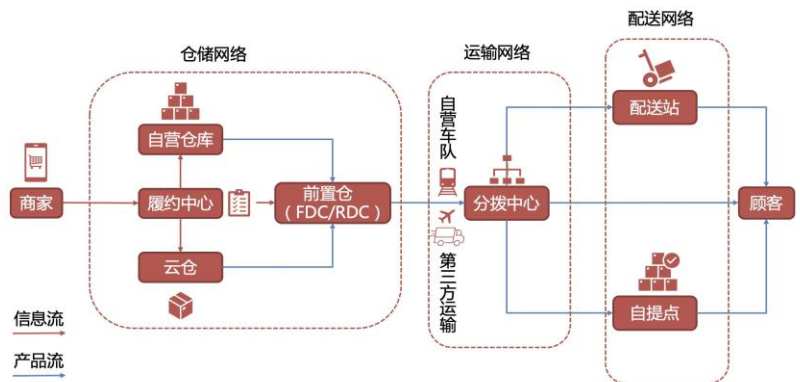 仓储网络
运输网络
配送网络
商家
自营仓库
履约中心
云仓
前置仓
（FDC/RDC）
自营车队
第三方运输
分拨中心
配送站
自提点
顾客
信息流
产品流